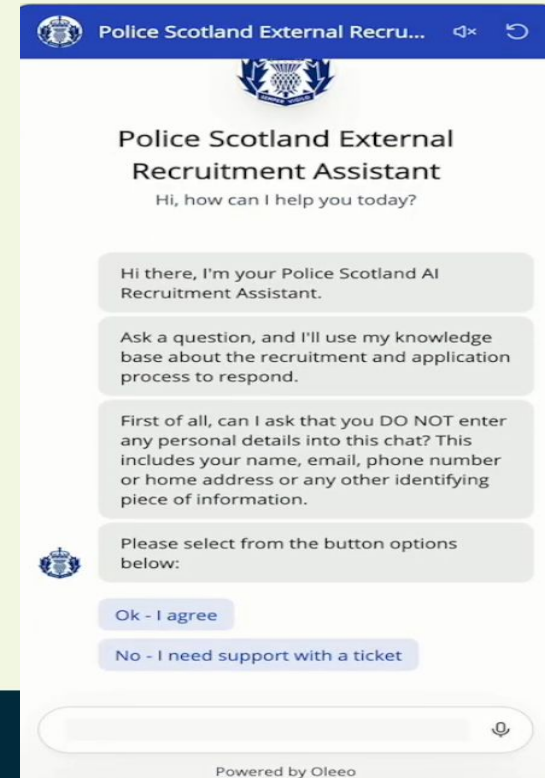 Police Scotland External Recru...
SEMPER VIGILO
Police Scotland External
Recruitment Assistant
Hi, how can I help you today?
Hi there, I'm your Police Scotland AI
Recruitment Assistant.
Ask a question, and I'll use my knowledge
base about the recruitment and application
process to respond.
First of all, can I ask that you DO NOT enter
any personal details into this chat? This
includes your name, email, phone number
or home address or any other identifying
piece of information.
Please select from the button options
below:
Ok - I agree
No - I need support with a ticket
Powered by Oleeo